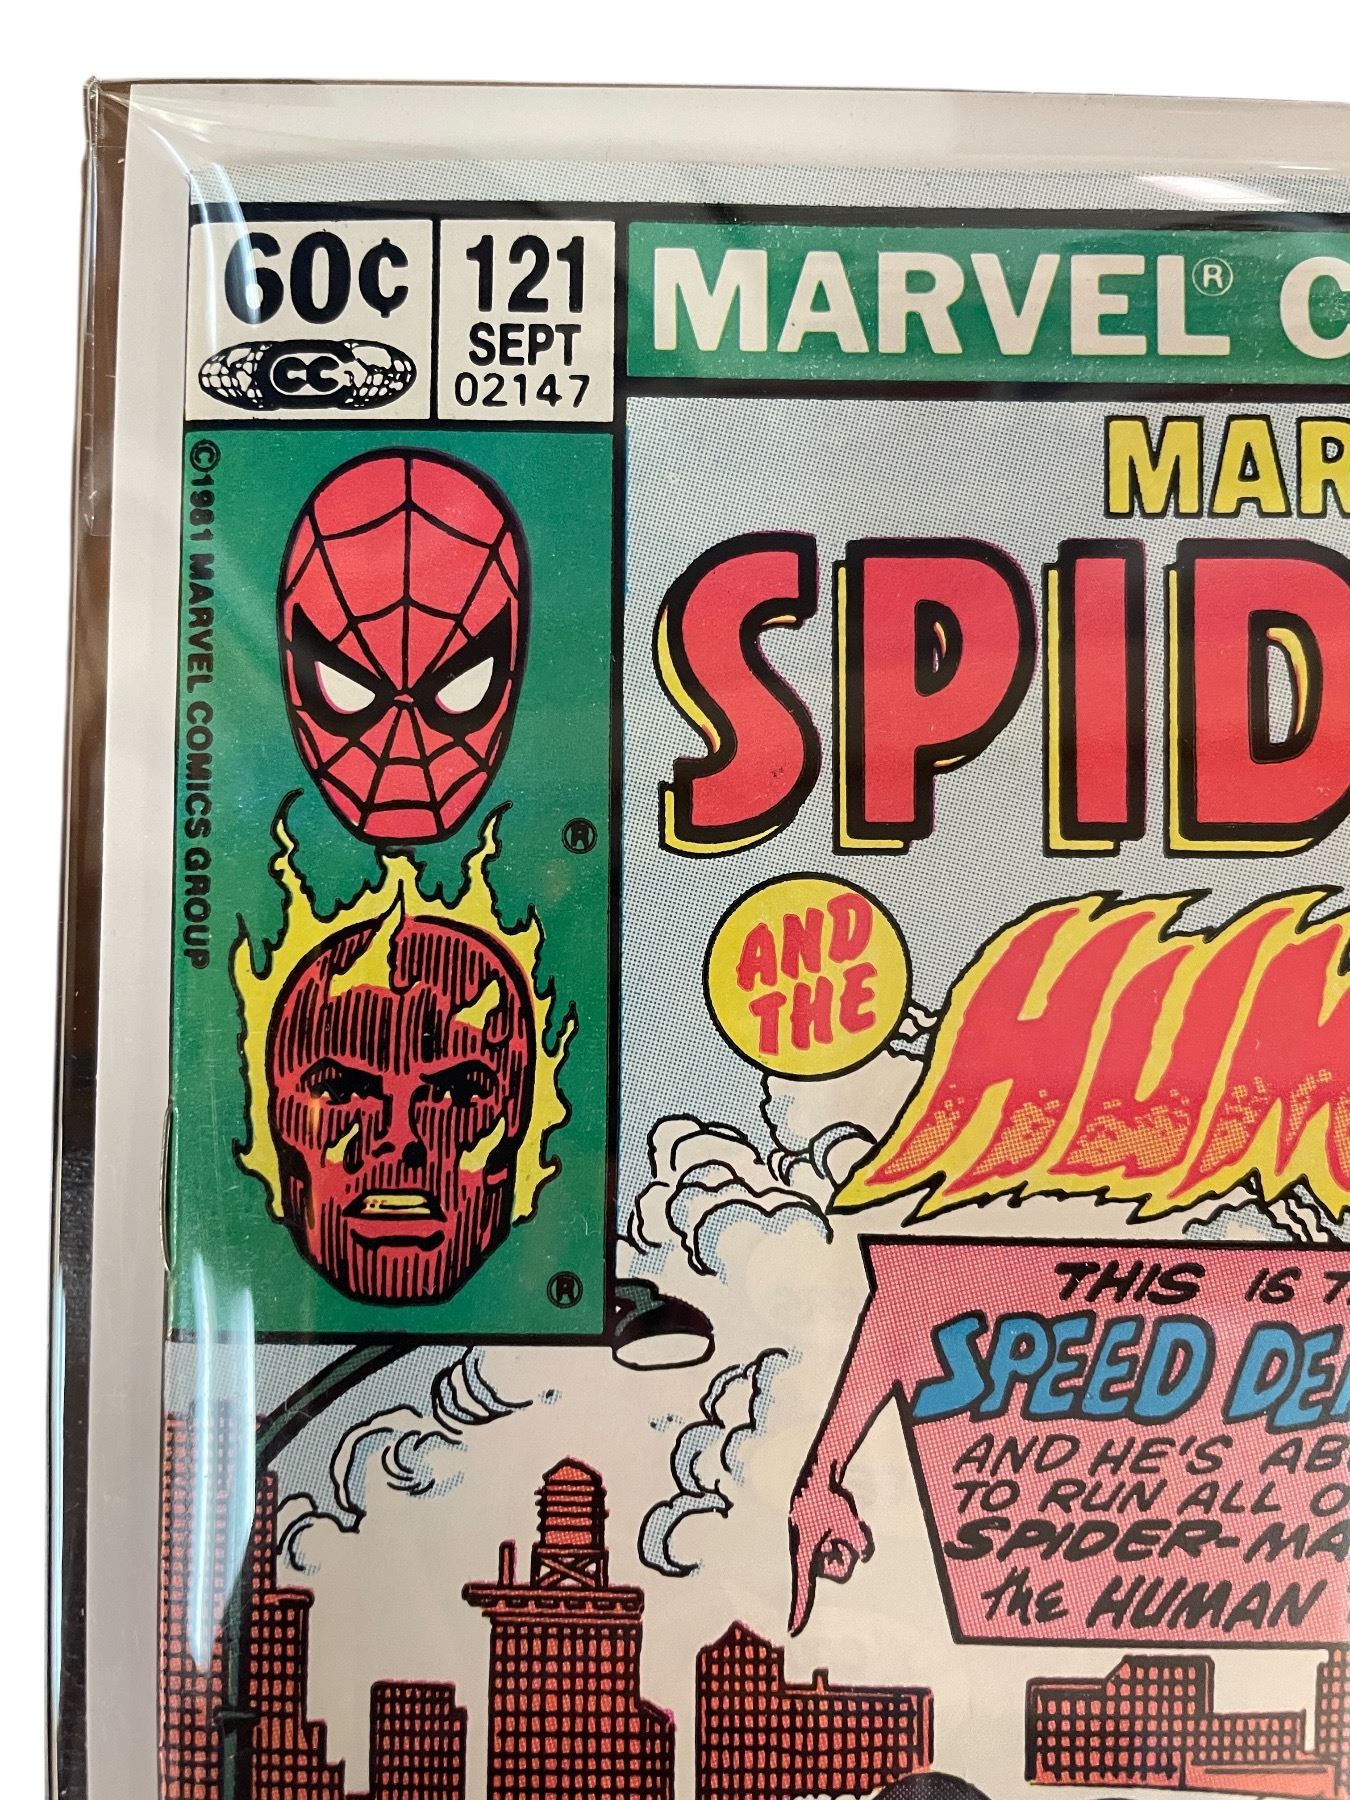 60¢
CC
121
SEPT
02147
MARVEL® C
©1981 MARVEL COMICS GROUP
®
®
MAR
SPID
AND
THE
HUM
THIS IS T
SPEED DE
AND HE'S AB
TO RUN ALL O
SPIDER-MA
the HUMAN